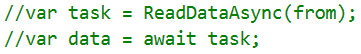 //var task = ReadDataAsync(from);
//var data = await task;